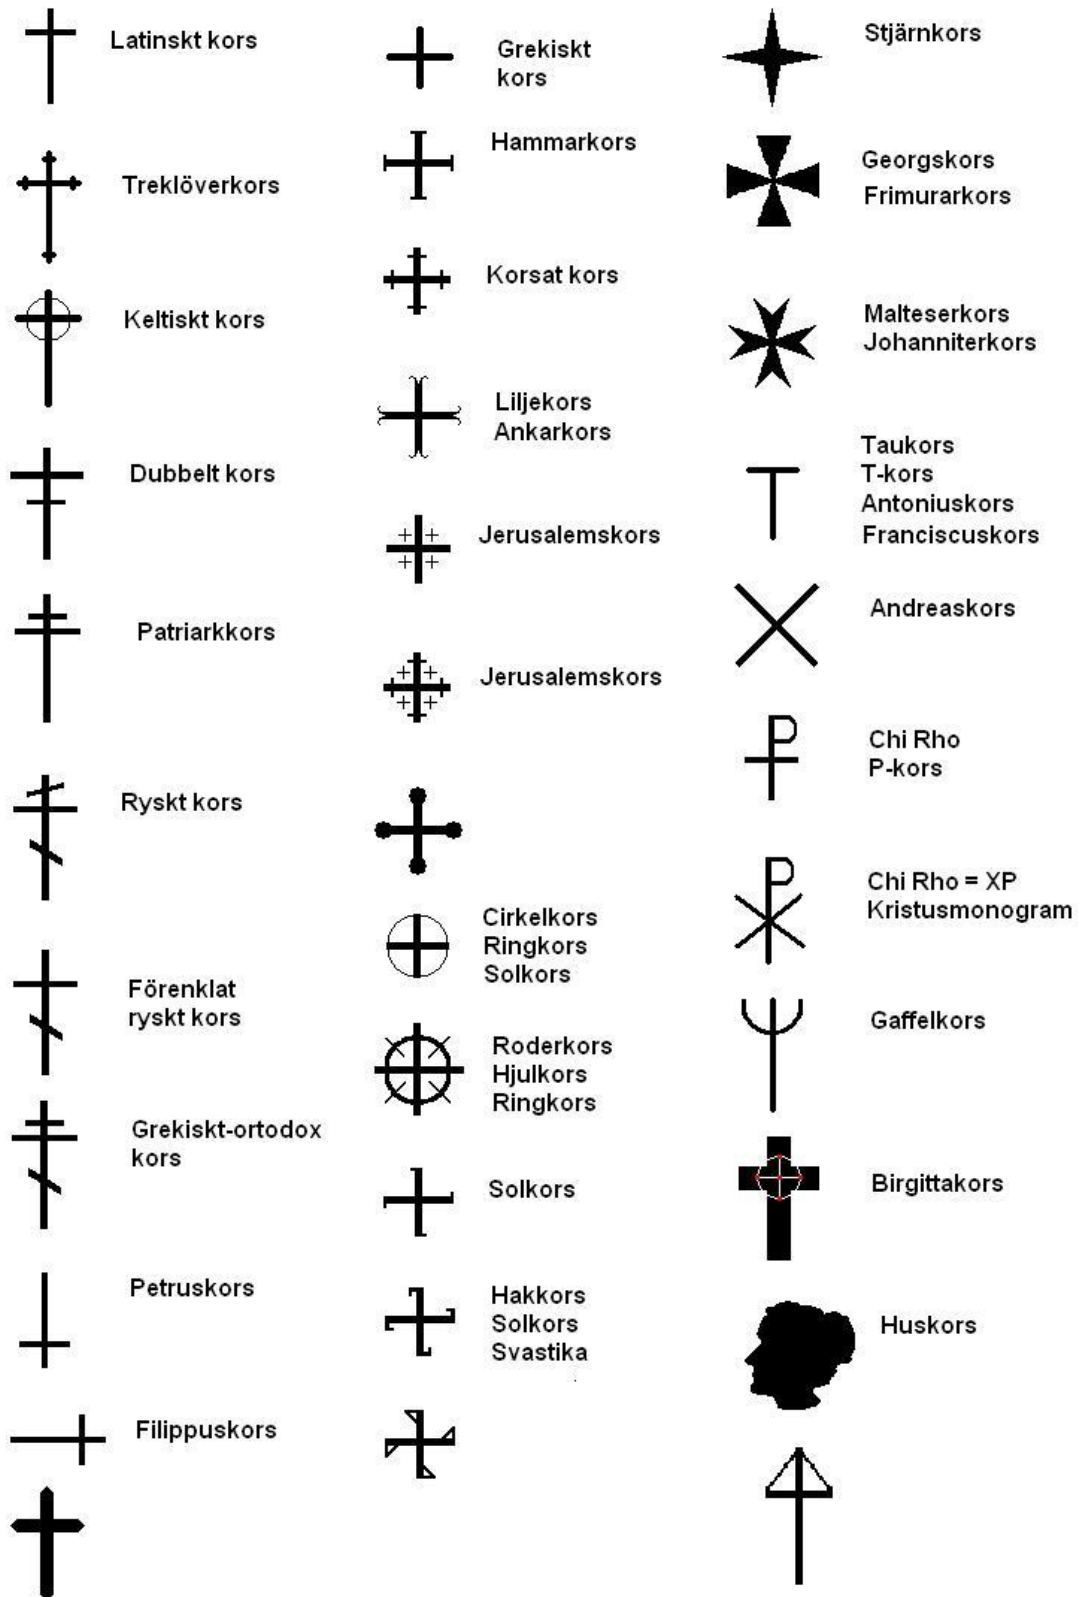 Latinskt kors
Treklöverkors
Keltiskt kors
Dubbelt kors
Patriarkkors
Ryskt kors
Förenklat
ryskt kors
Grekiskt-ortodox
kors
Petruskors
Filippuskors
Grekiskt
kors
Hammarkors
Korsat kors
Liljekors
Ankarkors
Jerusalemskors
Jerusalemskors
Cirkelkors
Ringkors
Solkors
Roderkors
Hjulkors
Ringkors
Solkors
Hakkors
Solkors
Svastika
Stjärnkors
Georgskors
Frimurarkors
Malteserkors
Johanniterkors
Taukors
T-kors
Antoniuskors
Franciscuskors
Andreaskors
Chi Rho
P-kors
Chi Rho = XP
Kristusmonogram
Gaffelkors
Birgittakors
Huskors